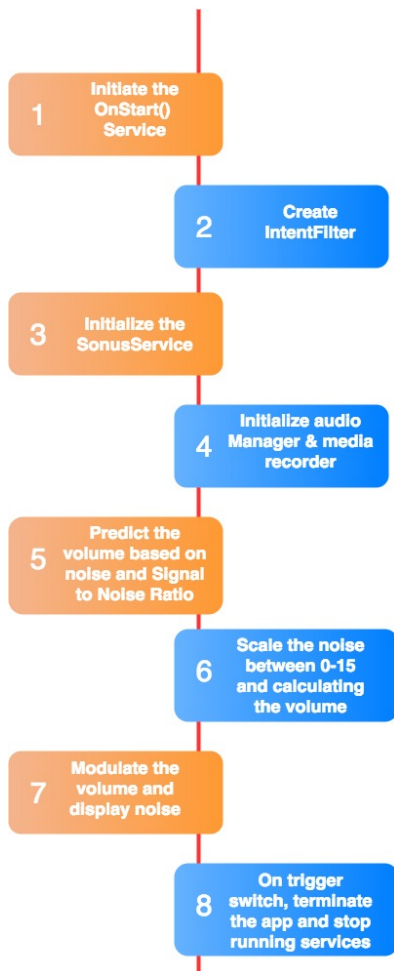 1
Initiate the
OnStart()
Service
2
Create
IntentFilter
3
Initialize the
SonusService
4
Initialize audio
Manager & media
recorder
5
Predict the
volume based on
noise and Signal
to Noise Ratio
6
Scale the noise
between 0-15
and calculating
the volume
7
Modulate the
volume and
display noise
8
On trigger
switch, terminate
the app and stop
running services